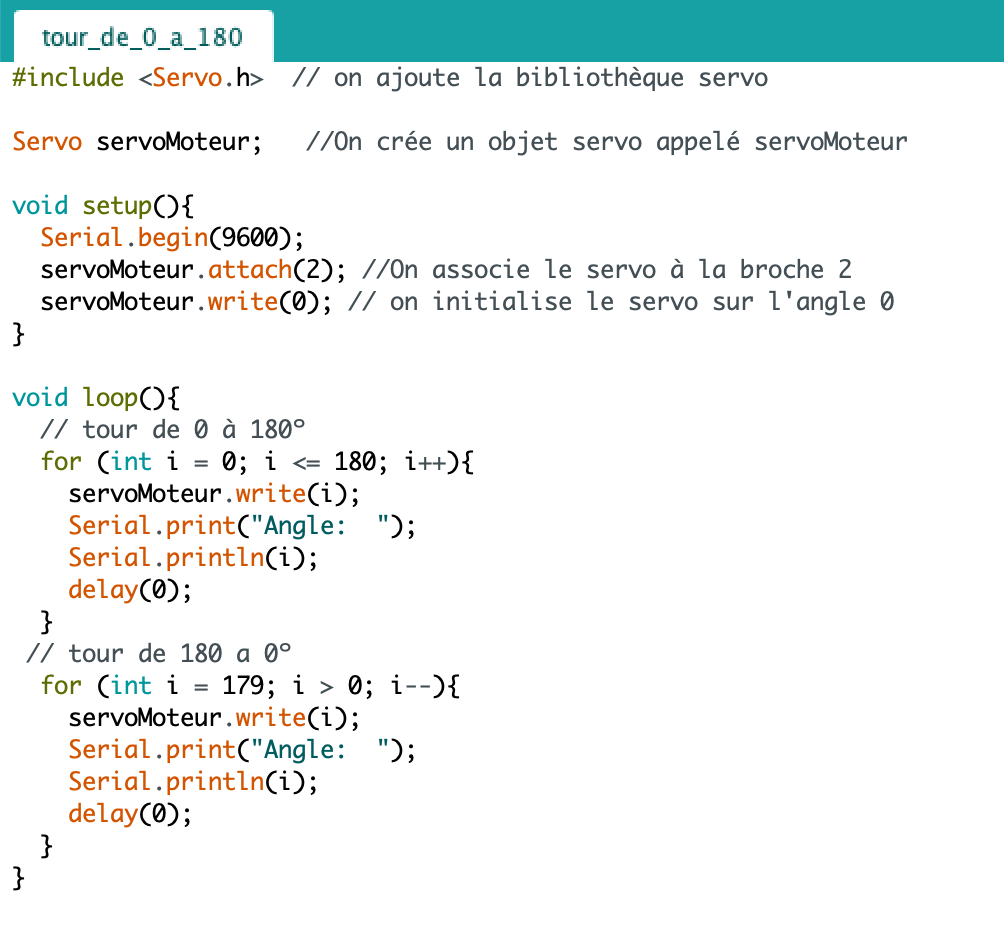 tour_de_0_a_180
#include <Servo.h>  // on ajoute la bibliothèque servo
Servo servoMoteur;   //On crée un objet servo appelé servoMoteur
void setup(){
  Serial.begin(9600);
  servoMoteur.attach(2); //On associe le servo à la broche 2
  servoMoteur.write(0); // on initialise le servo sur l'angle 0
}
void loop(){
  // tour de 0 à 180°
  for (int i = 0; i <= 180; i++){
    servoMoteur.write(i);
    Serial.print("Angle:  ");
    Serial.println(i);
    delay(0);
  }
 // tour de 180 a 0°
  for (int i = 179; i > 0; i--){
    servoMoteur.write(i);
    Serial.print("Angle:  ");
    Serial.println(i);
    delay(0);
  }
}